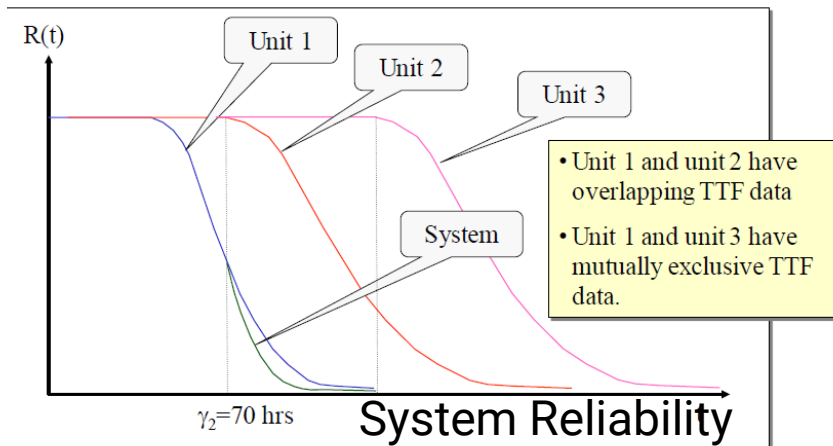 R(t)
Unit 1
Unit 2
Unit 3
• Unit 1 and unit 2 have
overlapping TTF data
• Unit 1 and unit 3 have
mutually exclusive TTF
data.
System
γ₂=70 hrs
System Reliability